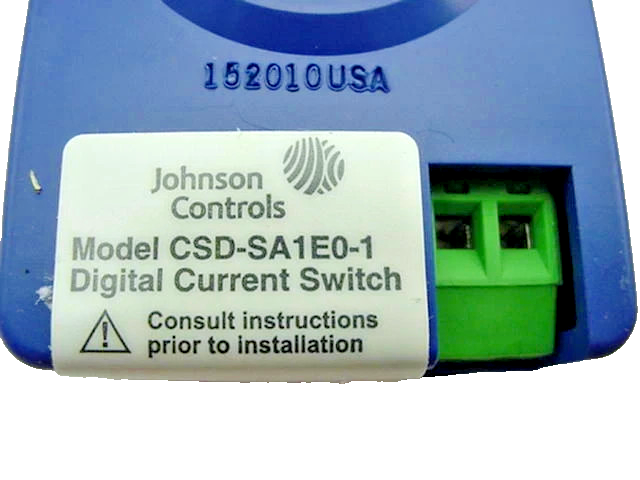 152010USA
Johnson
Controls
Model CSD-SA1E0-1
Digital Current Switch
Consult instructions
prior to installation